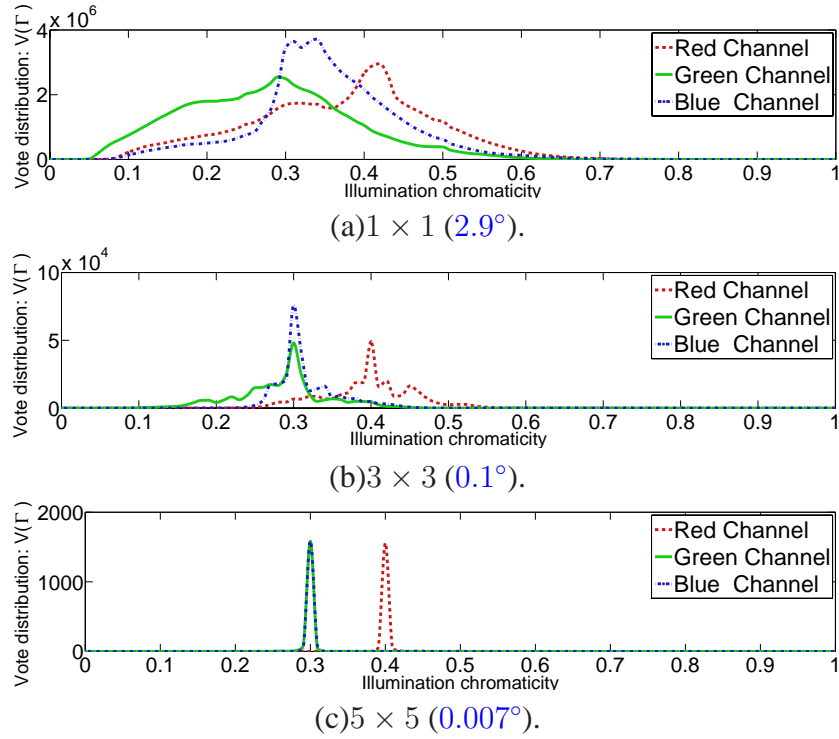 x 10^6
Vote distribution: V(Γ)
4
2
0
0.1 0.2 0.3 0.4 0.5 0.6 0.7 0.8 0.9 1
Illumination chromaticity
Red Channel
Green Channel
Blue Channel
(a)1 × 1 (2.9°).
x 10^4
Vote distribution: V(Γ)
10
5
0
0 0.1 0.2 0.3 0.4 0.5 0.6 0.7 0.8 0.9 1
Illumination chromaticity
Red Channel
Green Channel
Blue Channel
(b)3 × 3 (0.1°).
Vote distribution: V(Γ)
2000
1000
0
0 0.1 0.2 0.3 0.4 0.5 0.6 0.7 0.8 0.9 1
Illumination chromaticity
Red Channel
Green Channel
Blue Channel
(c)5 × 5 (0.007°).